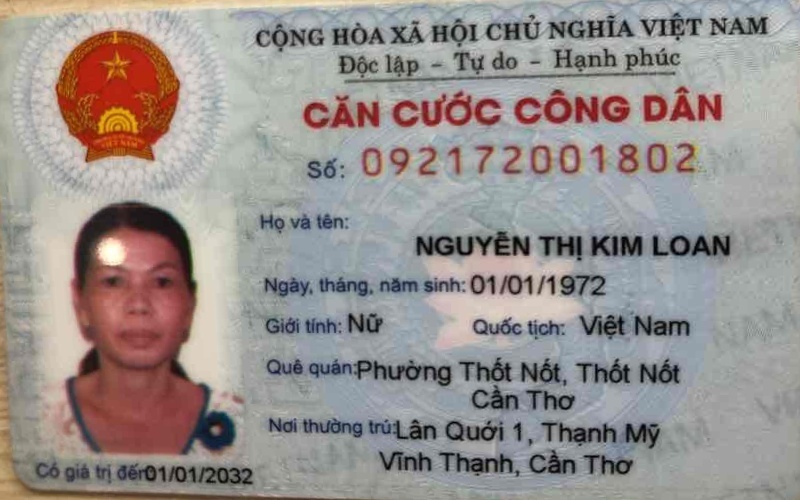 CỘNG HÒA XÃ HỘI CHỦ NGHĨA VIỆT NAM
Độc lập - Tự do - Hạnh phúc
CĂN CƯỚC CÔNG DÂN
Số: 092172001802
Họ và tên:
NGUYỄN THỊ KIM LOAN
Ngày, tháng, năm sinh: 01/01/1972
Giới tính: Nữ Quốc tịch: Việt Nam
Quê quán: Phường Thốt Nốt, Thốt Nốt
Cần Thơ
Nơi thường trú: Lân Quới 1, Thạnh Mỹ
Vĩnh Thạnh, Cần Thơ
Có giá trị đến 01/01/2032